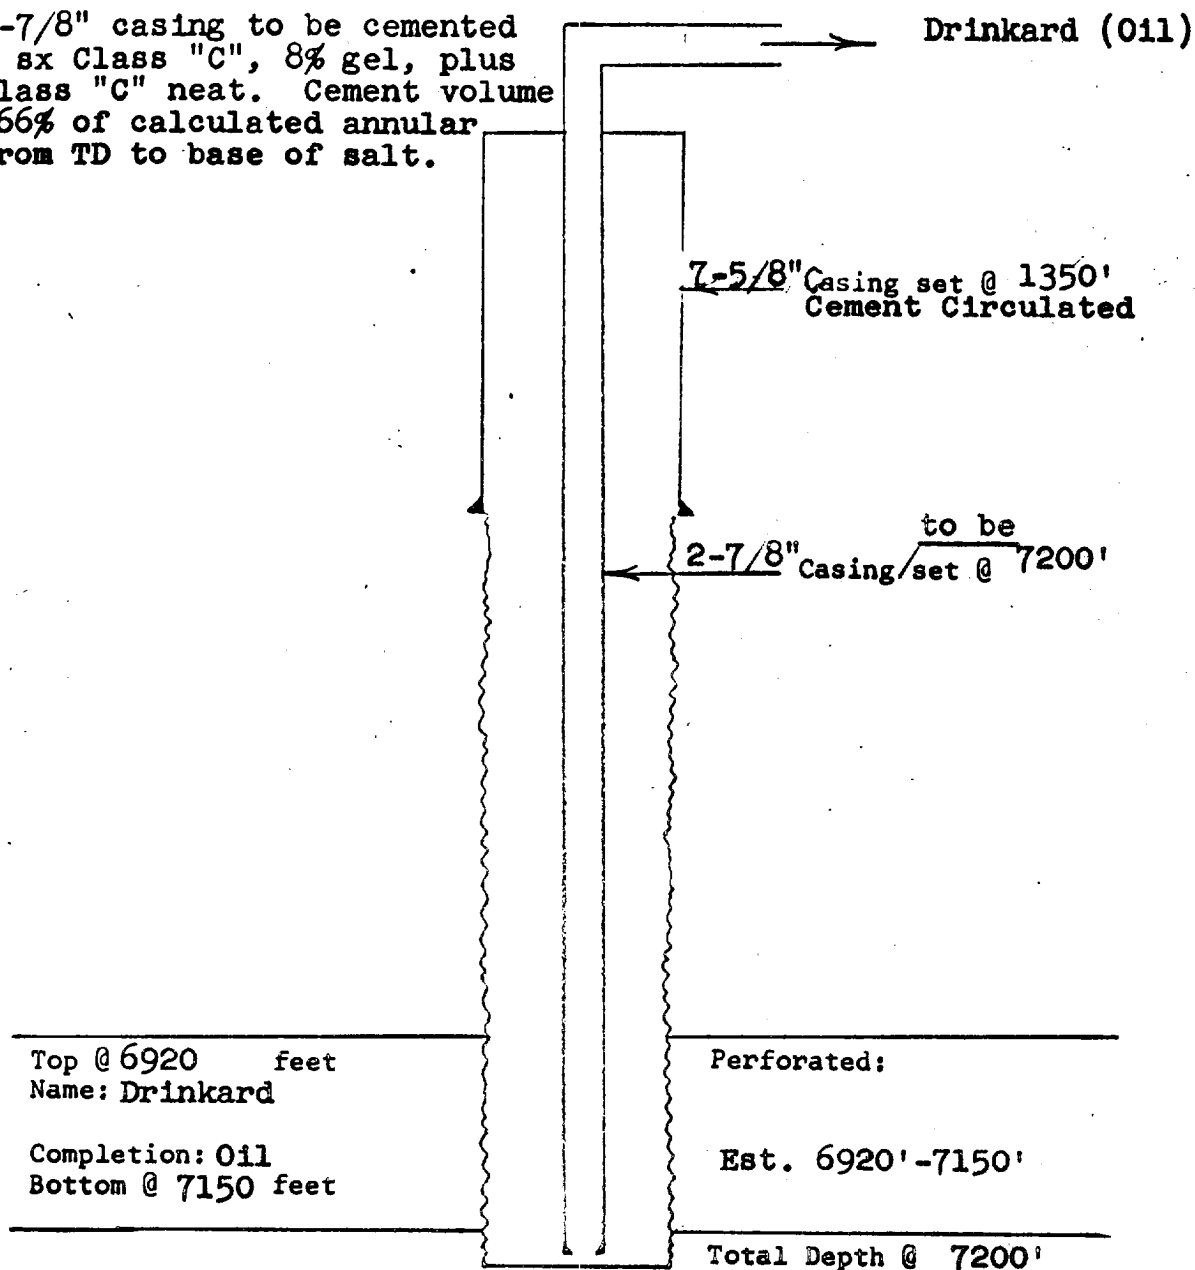 -7/8" casing to be cemented
sx Class "C", 8% gel, plus
lass "C" neat. Cement volume
66% of calculated annular
rom TD to base of salt.
Drinkard (Oil)
7-5/8" Casing set @ 1350'
Cement Circulated
to be
2-7/8" Casing/set @ 7200'
Top @ 6920 feet
Name: Drinkard
Completion: Oil
Bottom @ 7150 feet
Perforated:
Est. 6920'-7150'
Total Depth @ 7200'